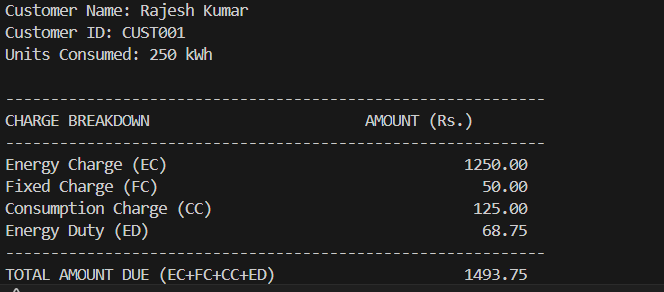 Customer Name: Rajesh Kumar
Customer ID: CUST001
Units Consumed: 250 kWh
------------------------------------------------------------
CHARGE BREAKDOWN                        AMOUNT (Rs.)
------------------------------------------------------------
Energy Charge (EC)                                 1250.00
Fixed Charge (FC)                                    50.00
Consumption Charge (CC)                             125.00
Energy Duty (ED)                                     68.75
------------------------------------------------------------
TOTAL AMOUNT DUE (EC+FC+CC+ED)                     1493.75